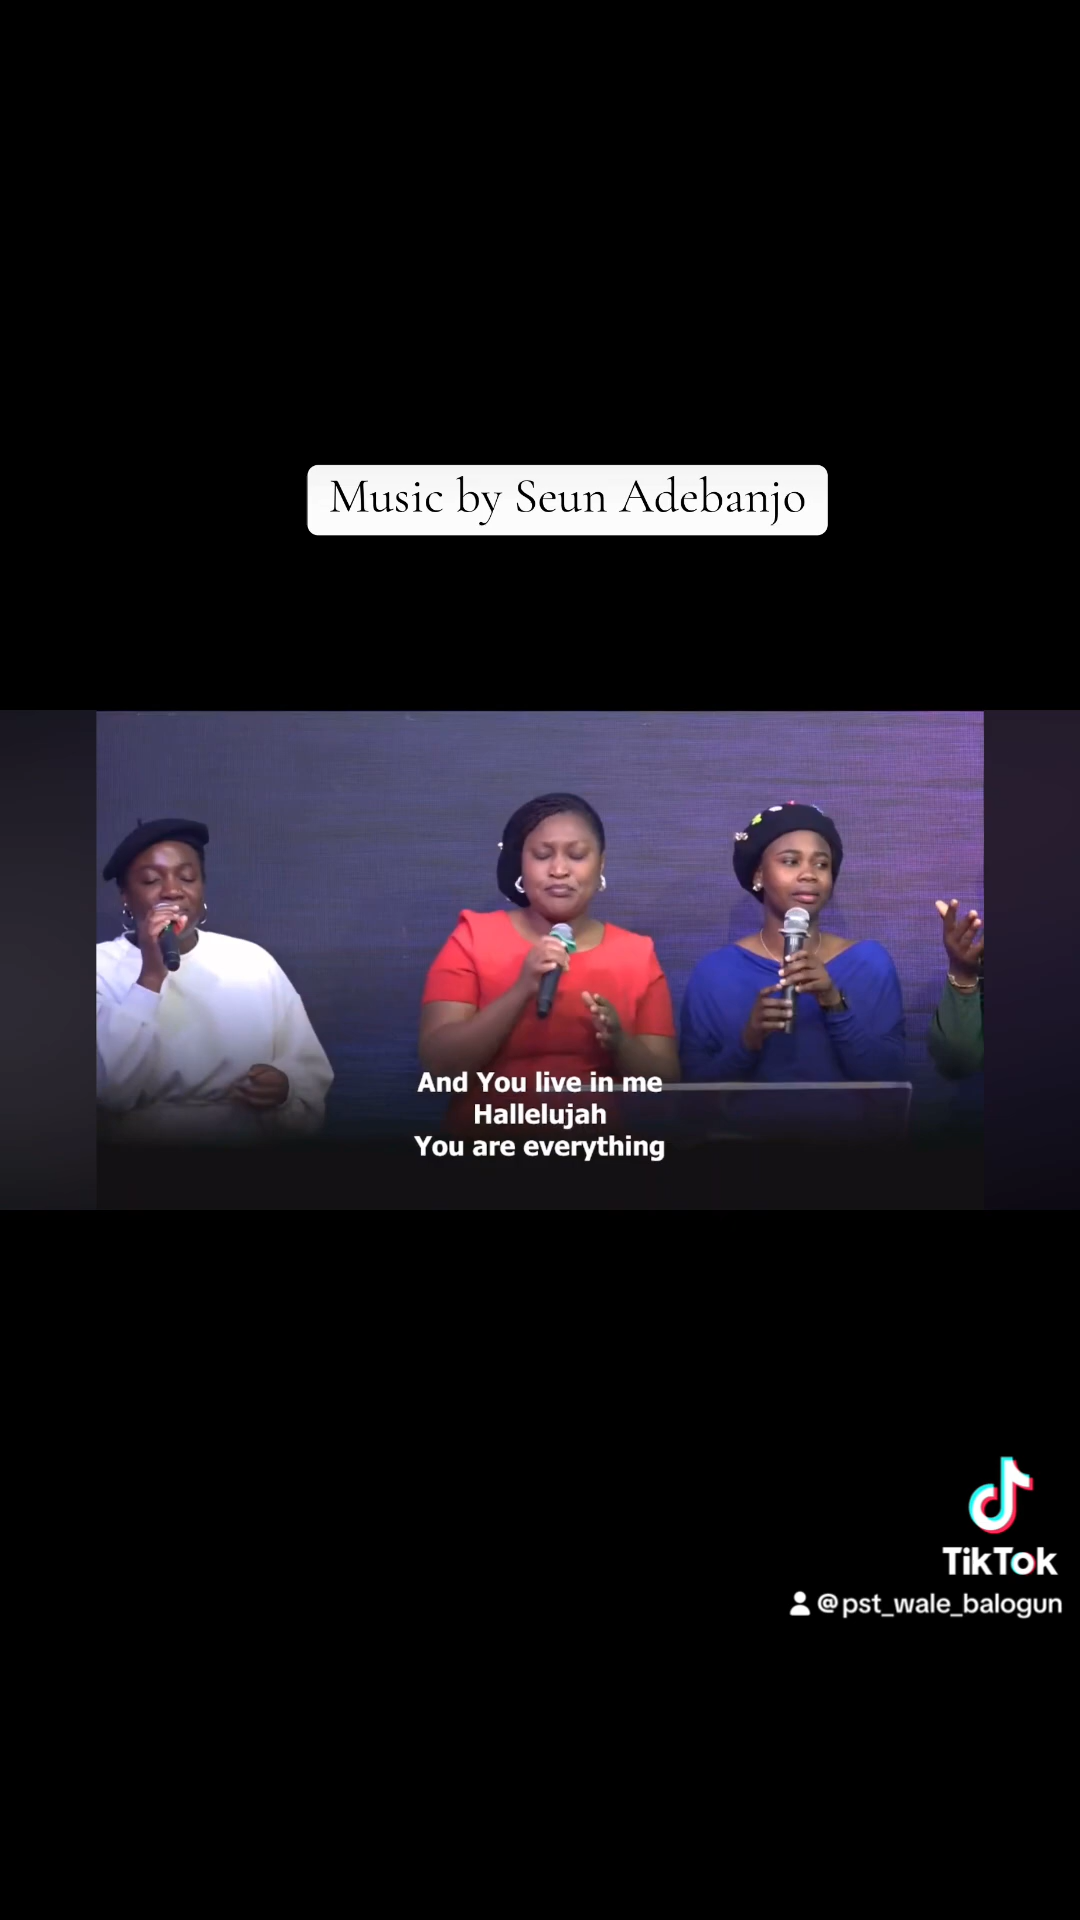 Music by Seun Adebanjo
And You live in me
Hallelujah
You are everything
TikTok
@pst_wale_balogun